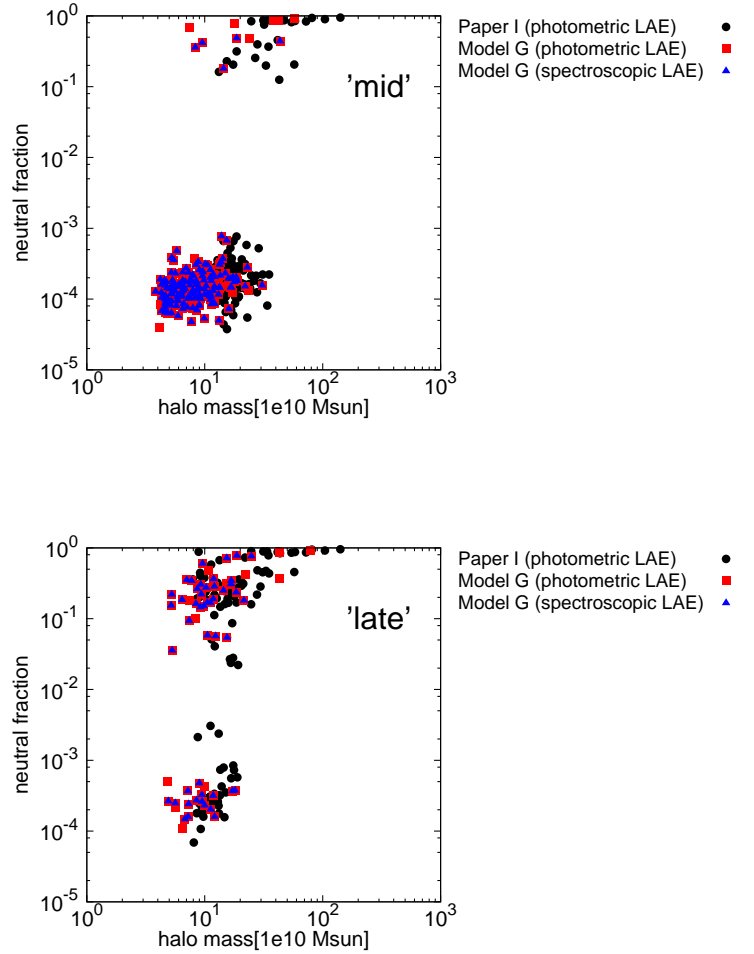 Paper I (photometric LAE)
Model G (photometric LAE)
Model G (spectroscopic LAE)
'mid'
neutral fraction
10^0
10^-1
10^-2
10^-3
10^-4
10^-5
10^0 10^1 10^2 10^3
halo mass[1e10 Msun]
Paper I (photometric LAE)
Model G (photometric LAE)
Model G (spectroscopic LAE)
'late'
neutral fraction
10^0
10^-1
10^-2
10^-3
10^-4
10^-5
10^0 10^1 10^2 10^3
halo mass[1e10 Msun]